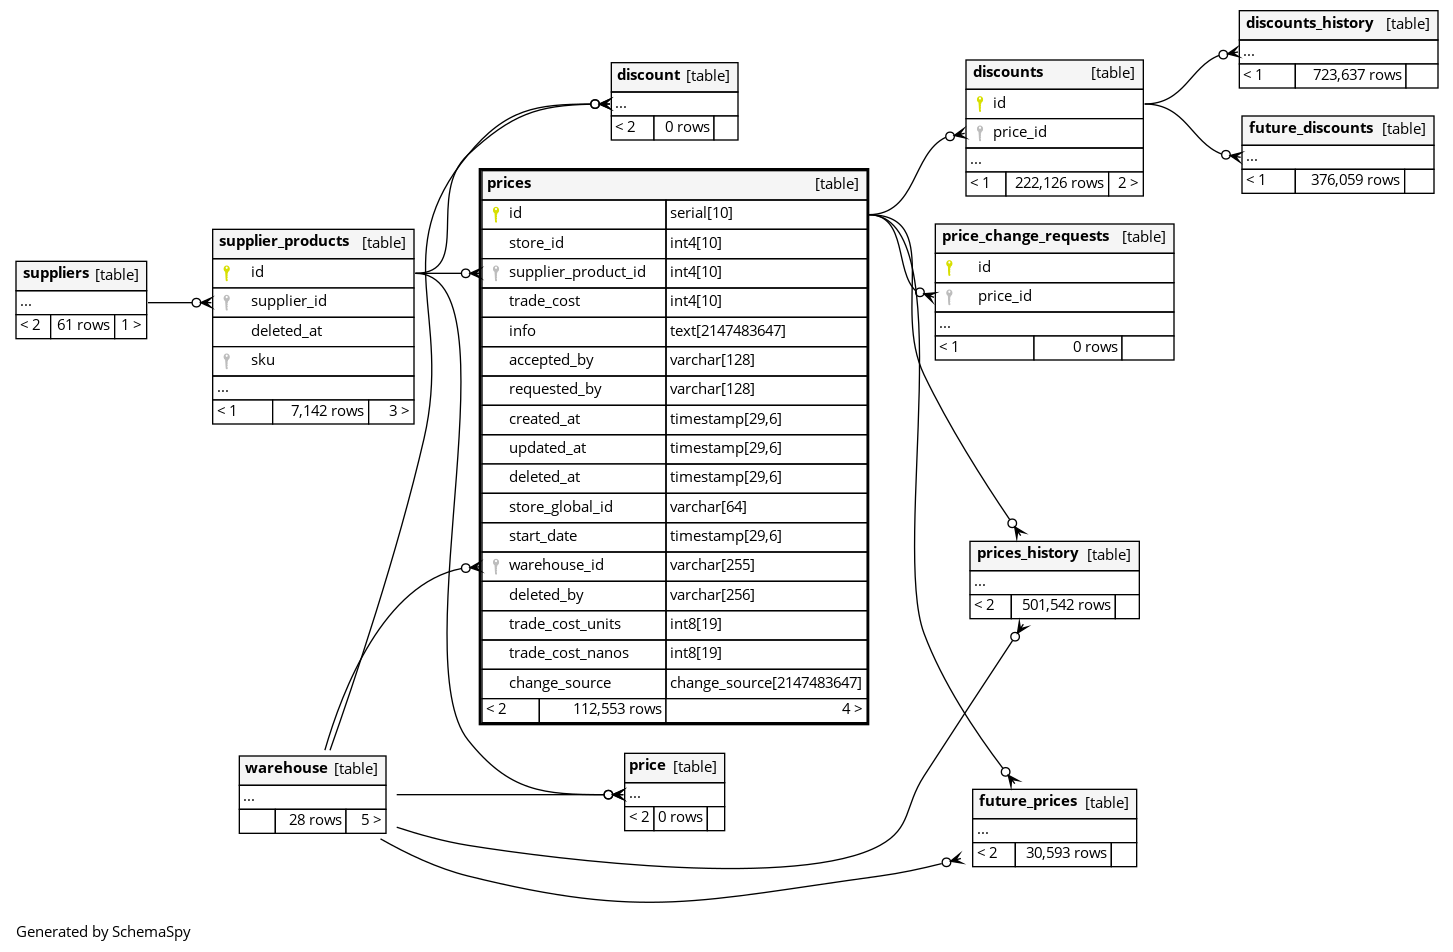 discounts_history [table]
...
< 1 723,637 rows
discount [table]
...
< 2 0 rows
discounts [table]
id
price_id
...
< 1 222,126 rows 2 >
future_discounts [table]
...
< 1 376,059 rows
prices [table]
id serial[10]
store_id int4[10]
supplier_product_id int4[10]
trade_cost int4[10]
info text[2147483647]
accepted_by varchar[128]
requested_by varchar[128]
created_at timestamp[29,6]
updated_at timestamp[29,6]
deleted_at timestamp[29,6]
store_global_id varchar[64]
start_date timestamp[29,6]
warehouse_id varchar[255]
deleted_by varchar[256]
trade_cost_units int8[19]
trade_cost_nanos int8[19]
change_source change_source[2147483647]
< 2 112,553 rows 4 >
price_change_requests [table]
id
price_id
...
< 1 0 rows
supplier_products [table]
id
supplier_id
deleted_at
sku
...
< 1 7,142 rows 3 >
suppliers [table]
...
< 2 61 rows 1 >
prices_history [table]
...
< 2 501,542 rows
warehouse [table]
...
28 rows 5 >
price [table]
...
< 2 0 rows
future_prices [table]
...
< 2 30,593 rows
Generated by SchemaSpy